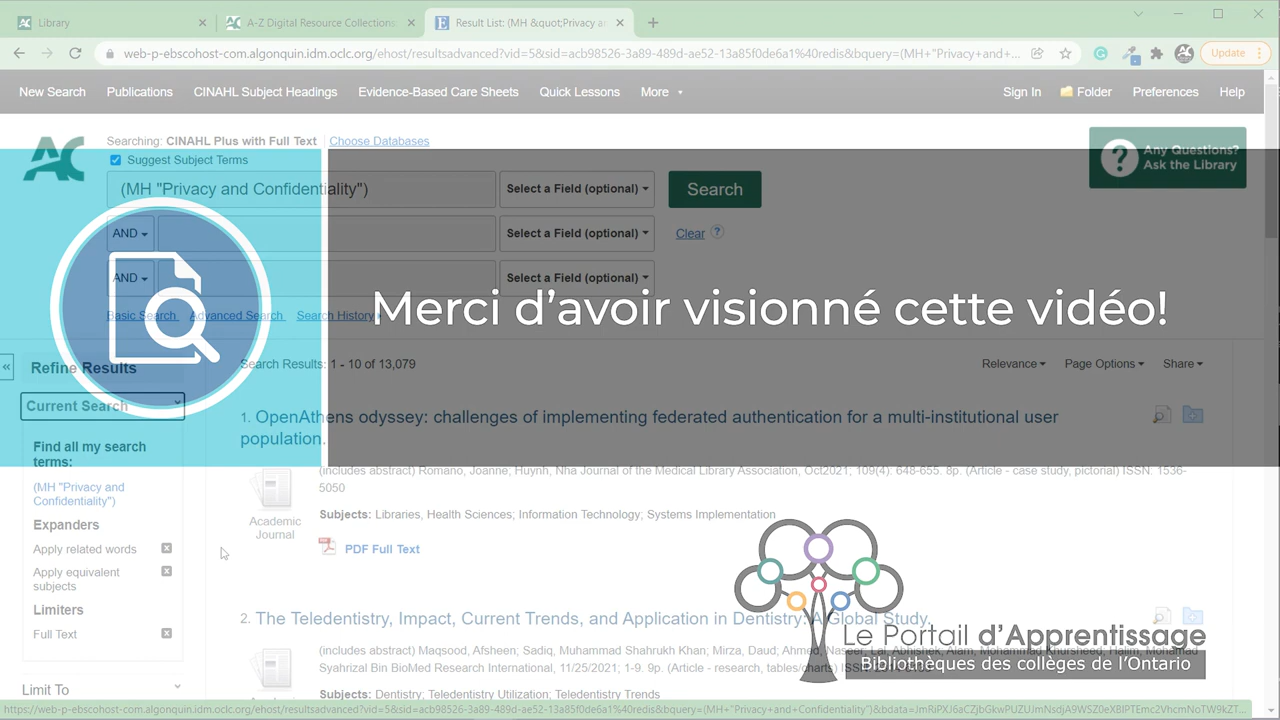 Library
A-Z Digital Resource Collections:
Result List: (MH &quot;Privacy an
web-p-ebscohost-com.algonquin.idm.oclc.org/ehost/resultsadvanced?vid=5&sid=acb98526-3a89-489d-ae52-13a85f0de6a1%40redis&bquery=(MH+"Privacy+and+...
Update
New Search Publications CINAHL Subject Headings Evidence-Based Care Sheets Quick Lessons More Sign In Folder Preferences Help
AC
Searching: CINAHL Plus with Full Text Choose Databases
Suggest Subject Terms
Any Questions?
Ask the Library
(MH "Privacy and Confidentiality") Select a Field (optional) Search
AND Select a Field (optional) Clear ?
AND Select a Field (optional)
Basic Search Advanced Search Search History
Merci d'avoir visionné cette vidéo!
Refine Results
Search Results: 1 - 10 of 13,079 Relevance Page Options Share
Current Search
Find all my search
terms:
(MH "Privacy and
Confidentiality")
Expanders
Apply related words
Apply equivalent
subjects
Limiters
Full Text
Limit To
1. OpenAthens odyssey: challenges of implementing federated authentication for a multi-institutional user
population.
(includes abstract) Romano, Joanne; Huynh, Nha Journal of the Medical Library Association, Oct2021; 109(4): 648-655. 8p. (Article - case study, pictorial) ISSN: 1536-
5050
Academic
Journal
Subjects: Libraries, Health Sciences; Information Technology; Systems Implementation
PDF Full Text
2. The Teledentistry, Impact, Current Trends, and Application in Dentistry: A Global Study.
(includes abstract) Maqsood, Afsheen; Sadiq, Muhammad Shahrukh Khan; Mirza, Daud; Ahmed, Naseer; Lal, Abhishek; Alam, Mohammad Khursheed; Halim, Mohamad
Syahrizal Bin BioMed Research International, 11/25/2021; 1-9. 9p. (Article - research, tables/charts)
Subjects: Dentistry; Teledentistry Utilization; Teledentistry Trends
Le Portail d'Apprentissage
Bibliothèques des collèges de l'Ontario